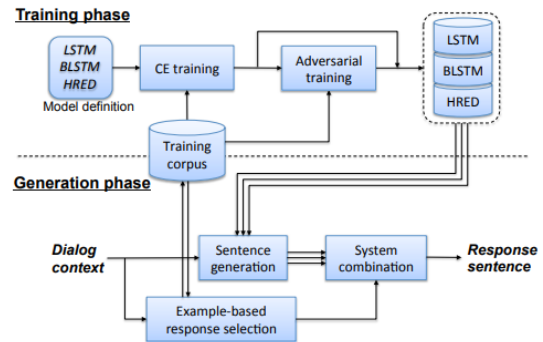 Training phase
LSTM
BLSTM
HRED
Model definition
CE training
Adversarial
training
LSTM
BLSTM
HRED
Training
corpus
Generation phase
Dialog
context
Sentence
generation
System
combination
Response
sentence
Example-based
response selection